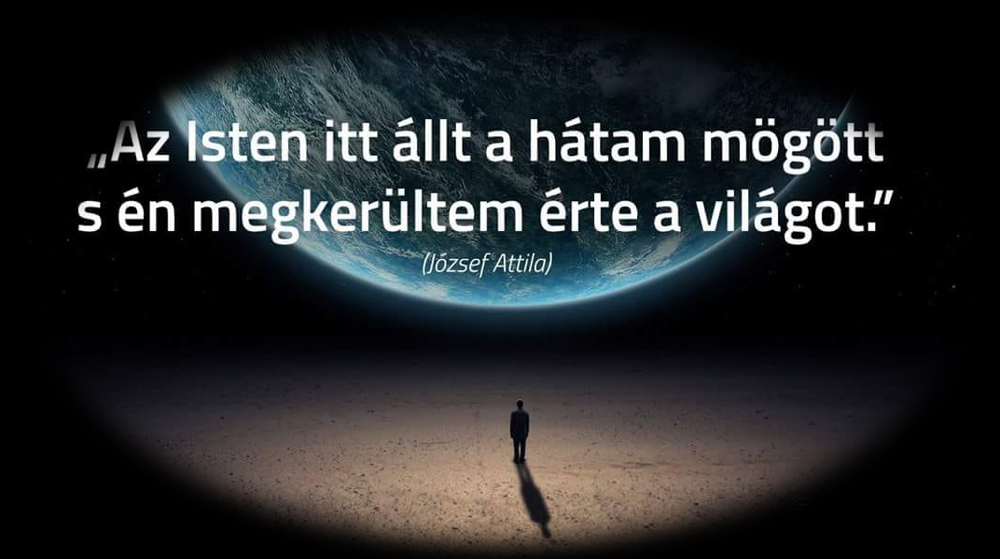 „Az Isten itt állt a hátam mögött
s én megkerültem érte a világot.”
(József Attila)